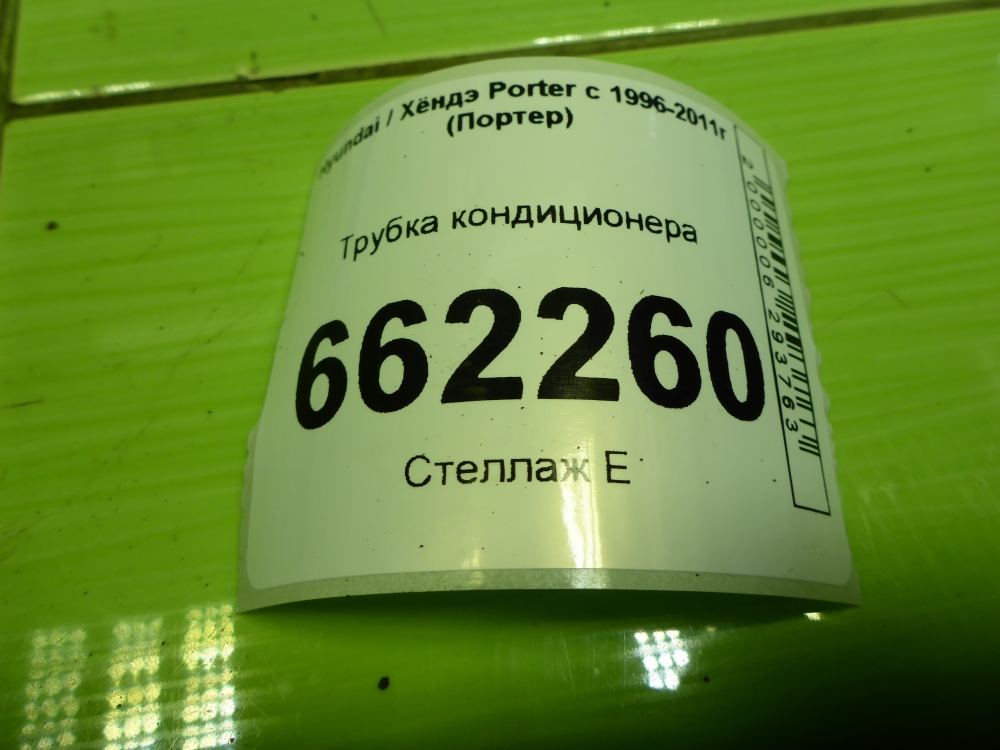 Hyundai / Хёндэ Porter с 1996-2011г
(Портер)
Трубка кондиционера
662260
Стеллаж Е
2000006293763